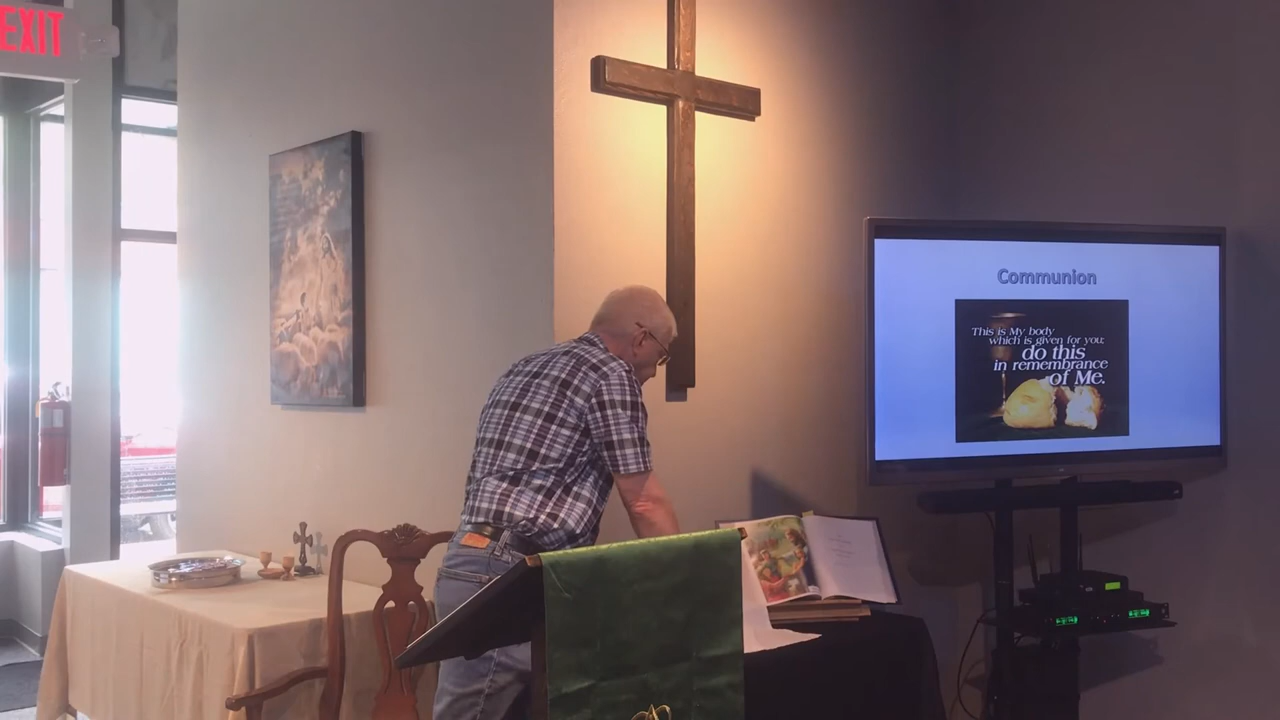 EXIT
Communion
This is My body
which is given for you;
do this
in remembrance
of Me.